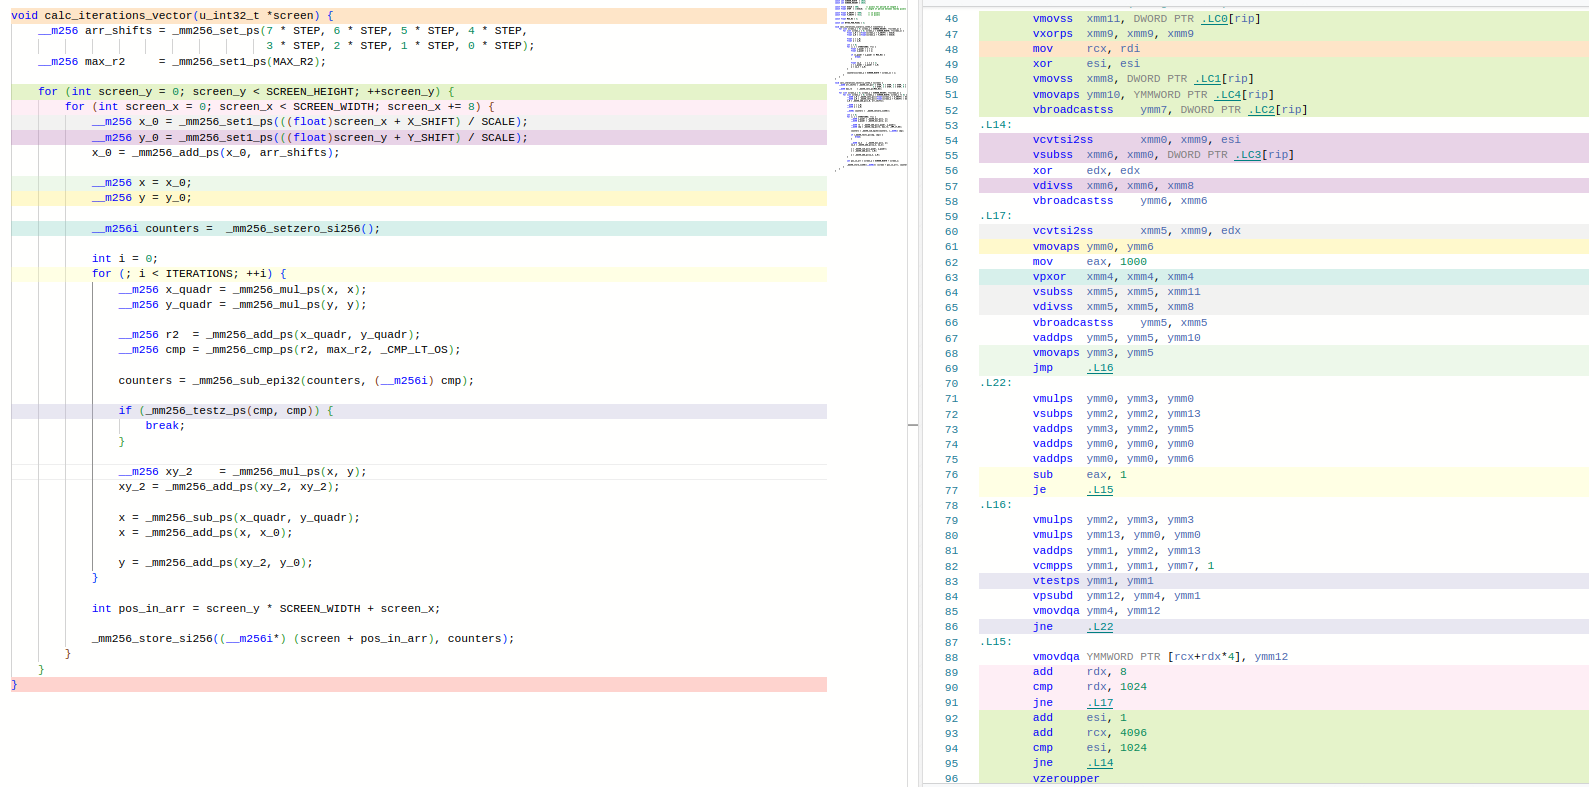 void calc_iterations_vector(u_int32_t *screen) {
    __m256 arr_shifts = _mm256_set_ps(7 * STEP, 6 * STEP, 5 * STEP, 4 * STEP,
                                      3 * STEP, 2 * STEP, 1 * STEP, 0 * STEP);
    __m256 max_r2     = _mm256_set1_ps(MAX_R2);
    for (int screen_y = 0; screen_y < SCREEN_HEIGHT; ++screen_y) {
        for (int screen_x = 0; screen_x < SCREEN_WIDTH; screen_x += 8) {
            __m256 x_0 = _mm256_set1_ps(((float)screen_x + X_SHIFT) / SCALE);
            __m256 y_0 = _mm256_set1_ps(((float)screen_y + Y_SHIFT) / SCALE);
            x_0 = _mm256_add_ps(x_0, arr_shifts);
            __m256 x = x_0;
            __m256 y = y_0;
            __m256i counters =  _mm256_setzero_si256();
            int i = 0;
            for (; i < ITERATIONS; ++i) {
                __m256 x_quadr = _mm256_mul_ps(x, x);
                __m256 y_quadr = _mm256_mul_ps(y, y);
                __m256 r2  = _mm256_add_ps(x_quadr, y_quadr);
                __m256 cmp = _mm256_cmp_ps(r2, max_r2, _CMP_LT_OS);
                counters = _mm256_sub_epi32(counters, (__m256i) cmp);
                if (_mm256_testz_ps(cmp, cmp)) {
                    break;
                }
                __m256 xy_2    = _mm256_mul_ps(x, y);
                xy_2 = _mm256_add_ps(xy_2, xy_2);
                x = _mm256_sub_ps(x_quadr, y_quadr);
                x = _mm256_add_ps(x, x_0);
                y = _mm256_add_ps(xy_2, y_0);
            }
            int pos_in_arr = screen_y * SCREEN_WIDTH + screen_x;
            _mm256_store_si256((__m256i*) (screen + pos_in_arr), counters);
        }
    }
}
46 vmovss xmm11, DWORD PTR .LC0[rip]
47 vxorps xmm9, xmm9, xmm9
48 mov rcx, rdi
49 xor esi, esi
50 vmovss xmm8, DWORD PTR .LC1[rip]
51 vmovaps ymm10, YMMWORD PTR .LC4[rip]
52 vbroadcastss ymm7, DWORD PTR .LC2[rip]
53 .L14:
54 vcvtsi2ss xmm0, xmm9, esi
55 vsubss xmm6, xmm0, DWORD PTR .LC3[rip]
56 xor edx, edx
57 vdivss xmm6, xmm6, xmm8
58 vbroadcastss ymm6, xmm6
59 .L17:
60 vcvtsi2ss xmm5, xmm9, edx
61 vmovaps ymm0, ymm6
62 mov eax, 1000
63 vpxor xmm4, xmm4, xmm4
64 vsubss xmm5, xmm5, xmm11
65 vdivss xmm5, xmm5, xmm8
66 vbroadcastss ymm5, xmm5
67 vaddps ymm5, ymm5, ymm10
68 vmovaps ymm3, ymm5
69 jmp .L16
70 .L22:
71 vmulps ymm0, ymm3, ymm0
72 vsubps ymm2, ymm2, ymm13
73 vaddps ymm3, ymm2, ymm5
74 vaddps ymm0, ymm0, ymm0
75 vaddps ymm0, ymm0, ymm6
76 sub eax, 1
77 je .L15
78 .L16:
79 vmulps ymm2, ymm3, ymm3
80 vmulps ymm13, ymm0, ymm0
81 vaddps ymm1, ymm2, ymm13
82 vcmpps ymm1, ymm1, ymm7, 1
83 vtestps ymm1, ymm1
84 vpsubd ymm12, ymm4, ymm1
85 vmovdqa ymm4, ymm12
86 jne .L22
87 .L15:
88 vmovdqa YMMWORD PTR [rcx+rdx*4], ymm12
89 add rdx, 8
90 cmp rdx, 1024
91 jne .L17
92 add esi, 1
93 add rcx, 4096
94 cmp esi, 1024
95 jne .L14
96 vzeroupper